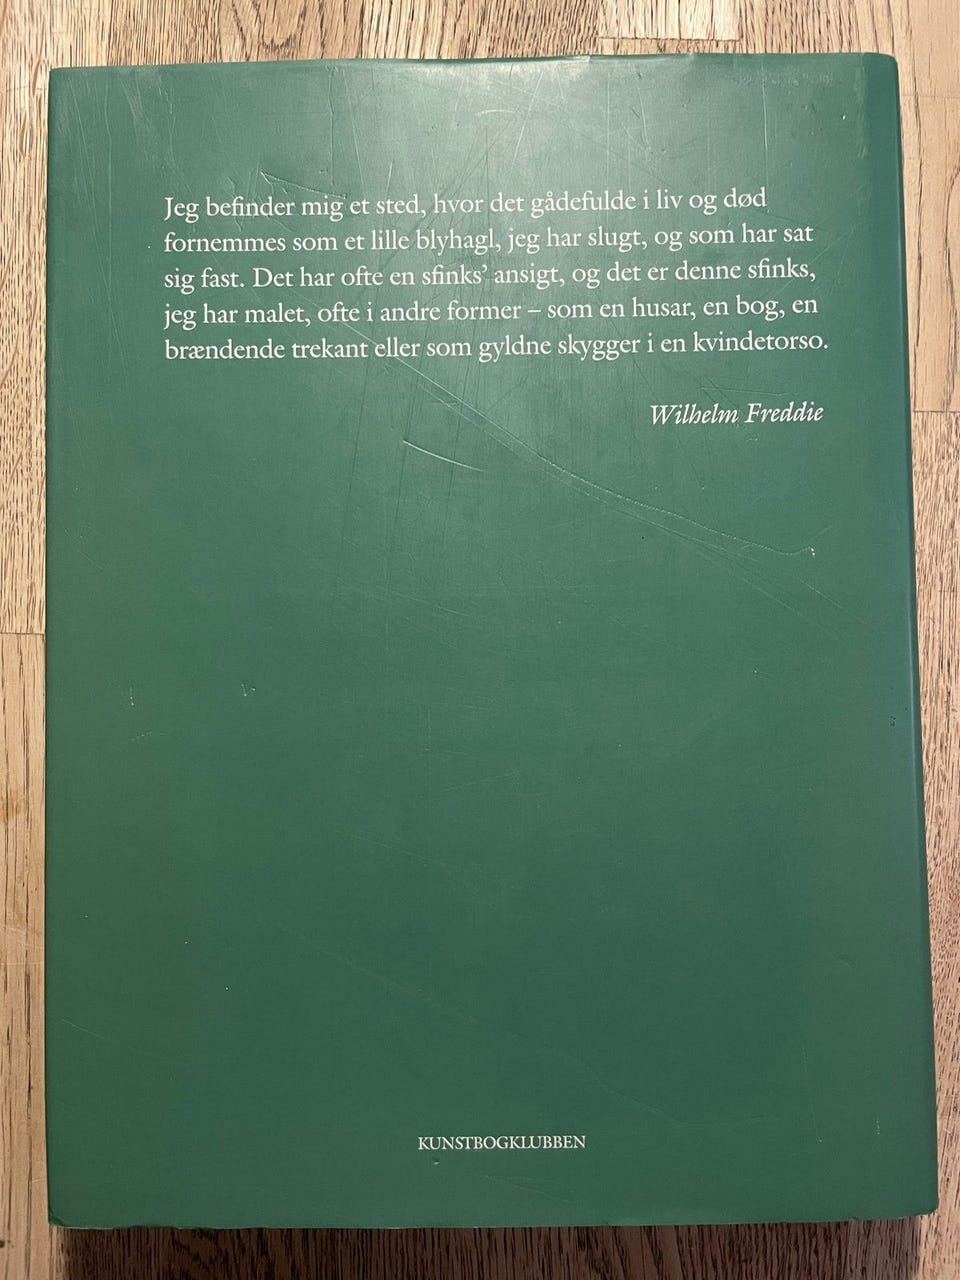 Jeg befinder mig et sted, hvor det gådefulde i liv og død
fornemmes som et lille blyhagl, jeg har slugt, og som har sat
sig fast. Det har ofte en sfinks’ ansigt, og det er denne sfinks,
jeg har malet, ofte i andre former – som en husar, en bog, en
brændende trekant eller som gyldne skygger i en kvindetorso.
Wilhelm Freddie
KUNSTBOGKLUBBEN